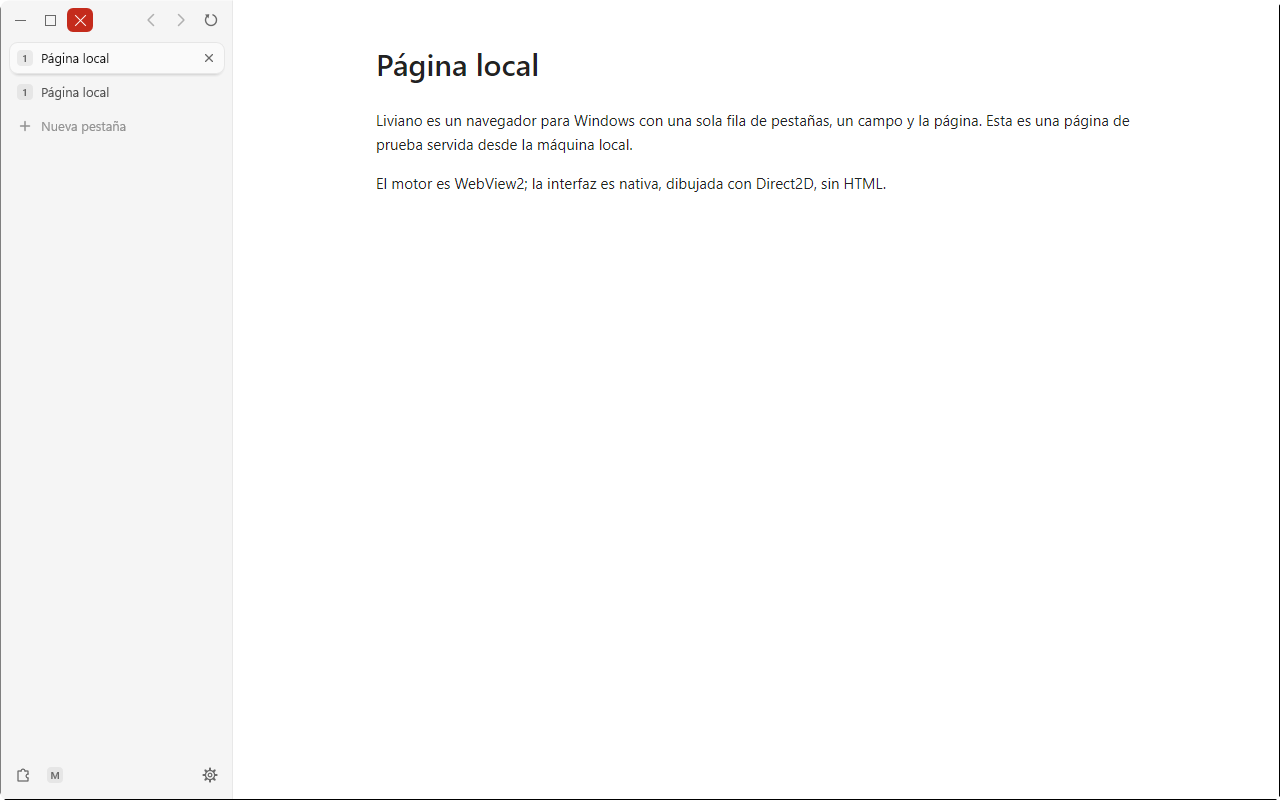 1 Página local
1 Página local
Nueva pestaña
M
Página local
Liviano es un navegador para Windows con una sola fila de pestañas, un campo y la página. Esta es una página de
prueba servida desde la máquina local.
El motor es WebView2; la interfaz es nativa, dibujada con Direct2D, sin HTML.